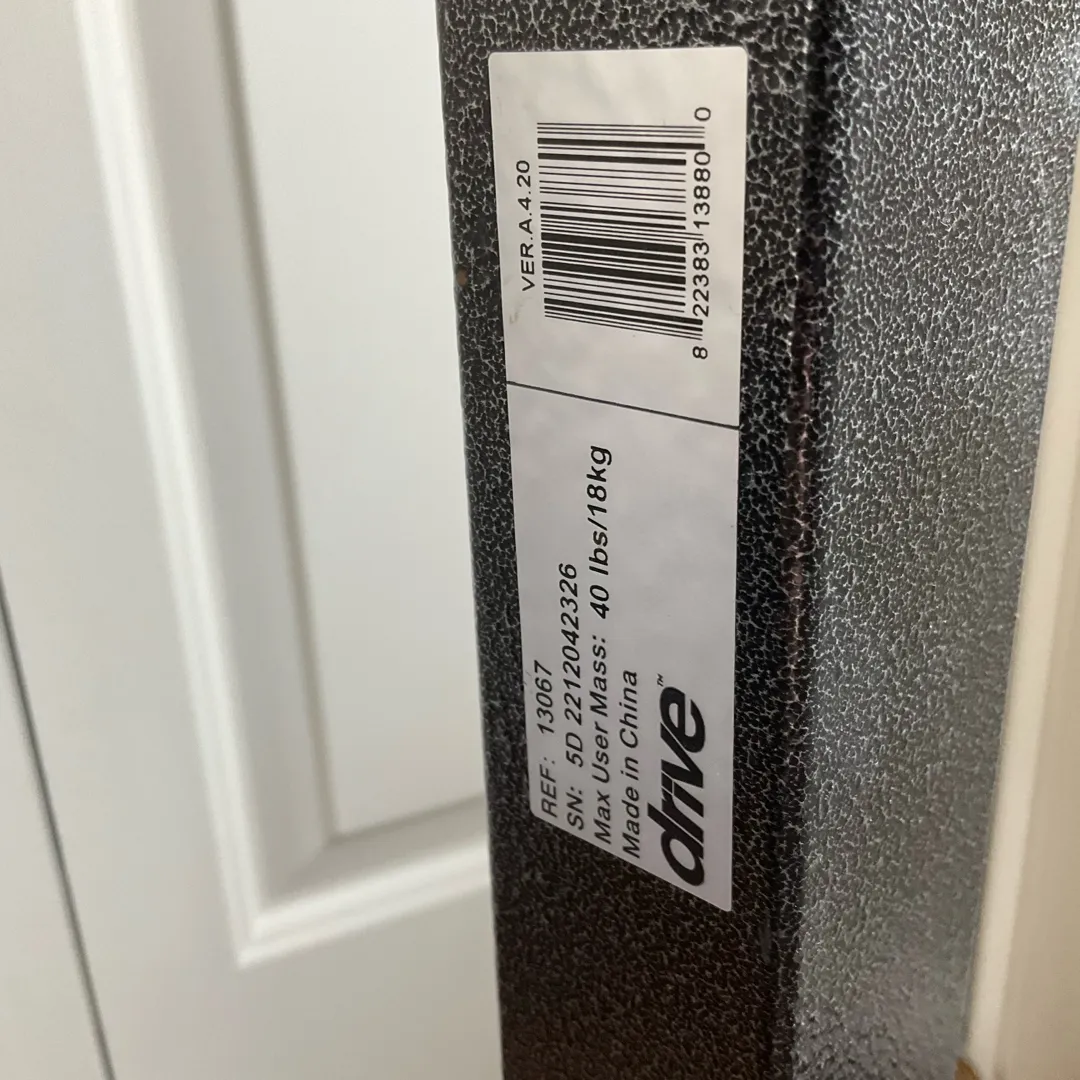 VER.A.4.20
8 22383 13880 0
REF: 13067
SN: 5D 2212042326
Max User Mass: 40 lbs/18kg
Made in China
drive™